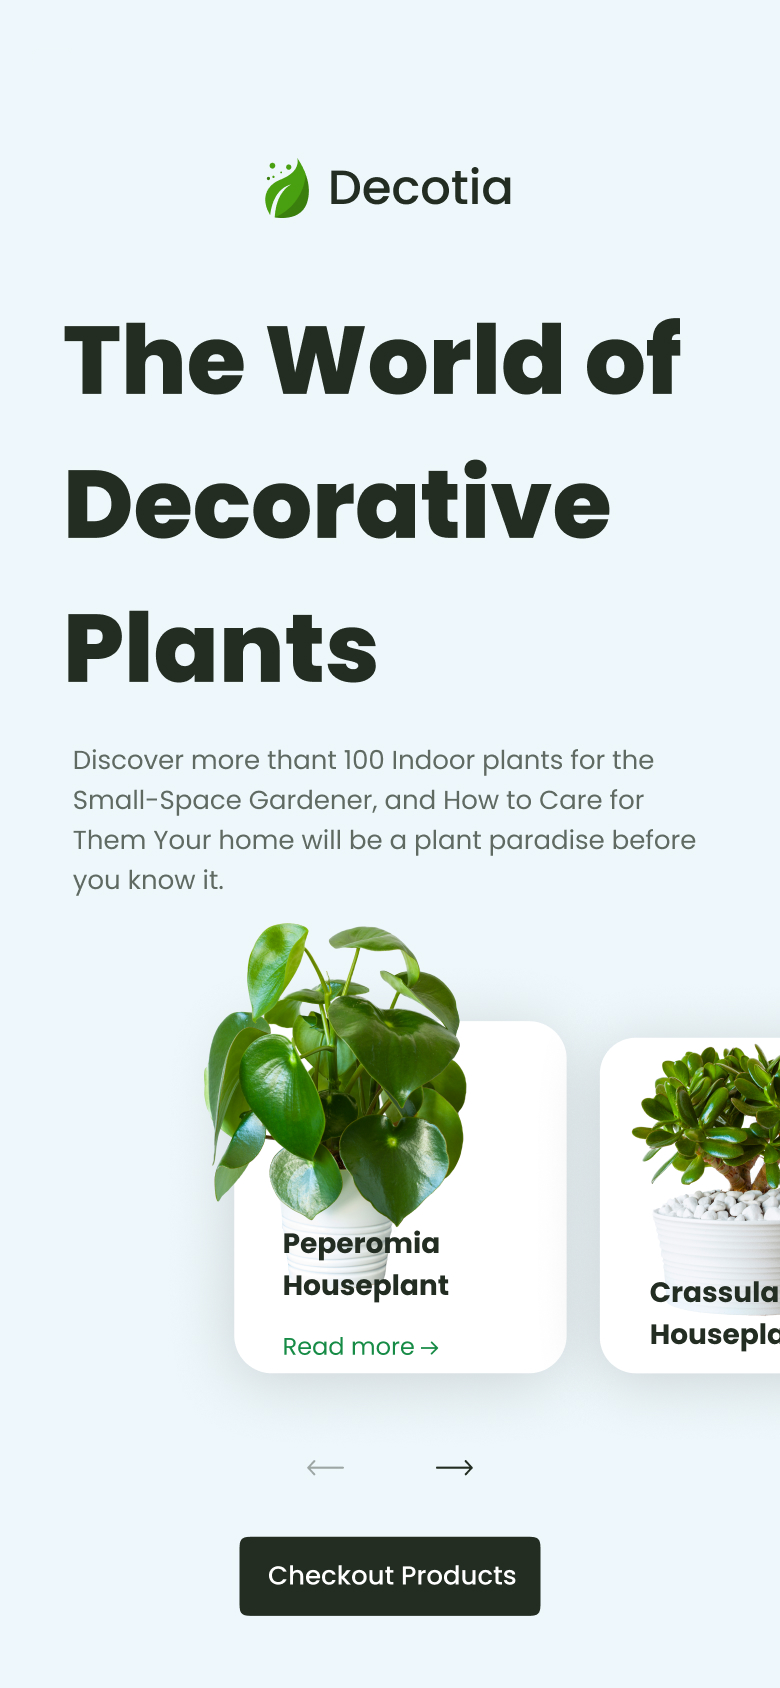 Decotia
The World of
Decorative
Plants
Discover more thant 100 Indoor plants for the
Small-Space Gardener, and How to Care for
Them Your home will be a plant paradise before
you know it.
Peperomia
Houseplant
Read more →
Crassula
Housepla
← →
Checkout Products